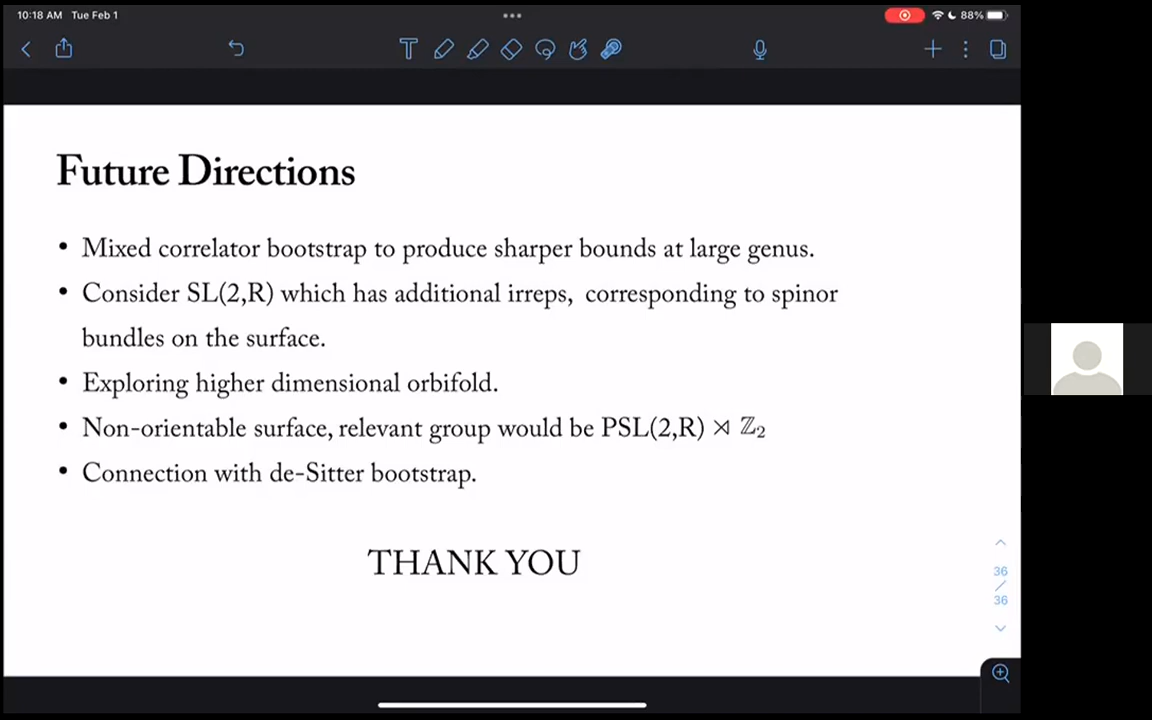 10:18 AM Tue Feb 1
88%
Future Directions
• Mixed correlator bootstrap to produce sharper bounds at large genus.
• Consider SL(2,R) which has additional irreps, corresponding to spinor
bundles on the surface.
• Exploring higher dimensional orbifold.
• Non-orientable surface, relevant group would be PSL(2,R) ⋊ ℤ₂
• Connection with de-Sitter bootstrap.
THANK YOU
36
/
36